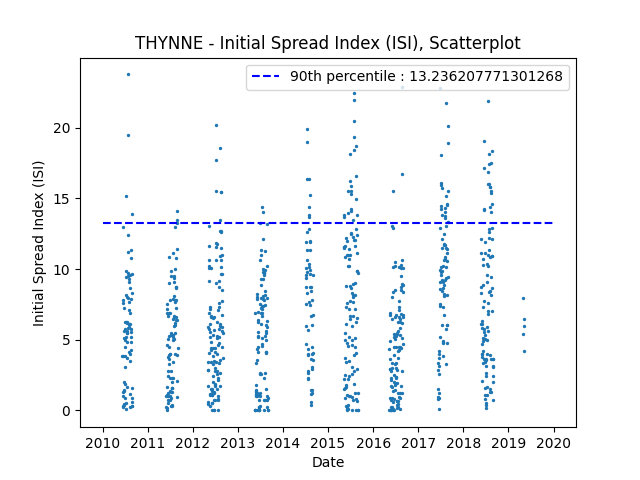 THYNNE - Initial Spread Index (ISI), Scatterplot
90th percentile : 13.236207771301268
Initial Spread Index (ISI)
20
15
10
5
0
2010 2011 2012 2013 2014 2015 2016 2017 2018 2019 2020
Date